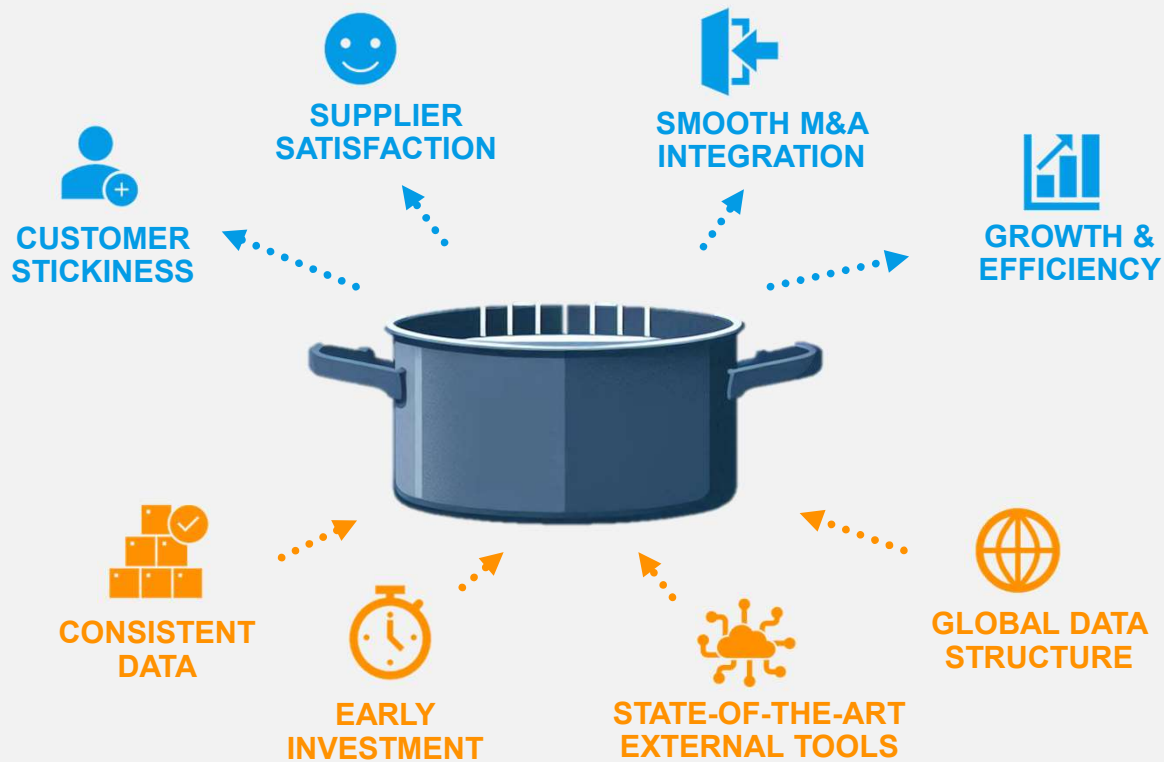 SUPPLIER
SATISFACTION
SMOOTH M&A
INTEGRATION
CUSTOMER
STICKINESS
GROWTH &
EFFICIENCY
CONSISTENT
DATA
EARLY
INVESTMENT
STATE-OF-THE-ART
EXTERNAL TOOLS
GLOBAL DATA
STRUCTURE